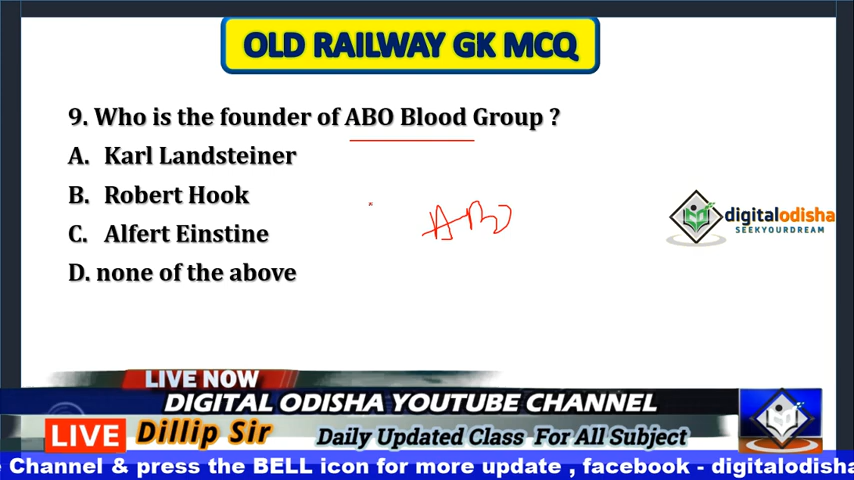 OLD RAILWAY GK MCQ
9. Who is the founder of ABO Blood Group ?
A. Karl Landsteiner
B. Robert Hook
C. Alfert Einstine
D. none of the above
ABO
digitalodisha
SEEKYOURDREAM
LIVE NOW
DIGITAL ODISHA YOUTUBE CHANNEL
LIVE Dillip Sir Daily Updated Class For All Subject
Channel & press the BELL icon for more update , facebook - digitalodisha